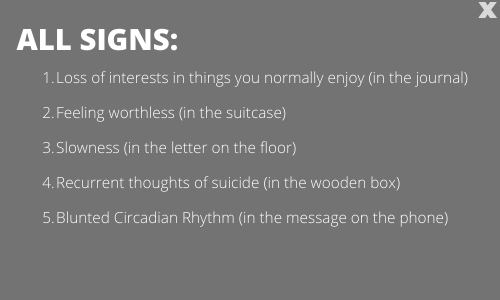 X
ALL SIGNS:
1. Loss of interests in things you normally enjoy (in the journal)
2. Feeling worthless (in the suitcase)
3. Slowness (in the letter on the floor)
4. Recurrent thoughts of suicide (in the wooden box)
5. Blunted Circadian Rhythm (in the message on the phone)